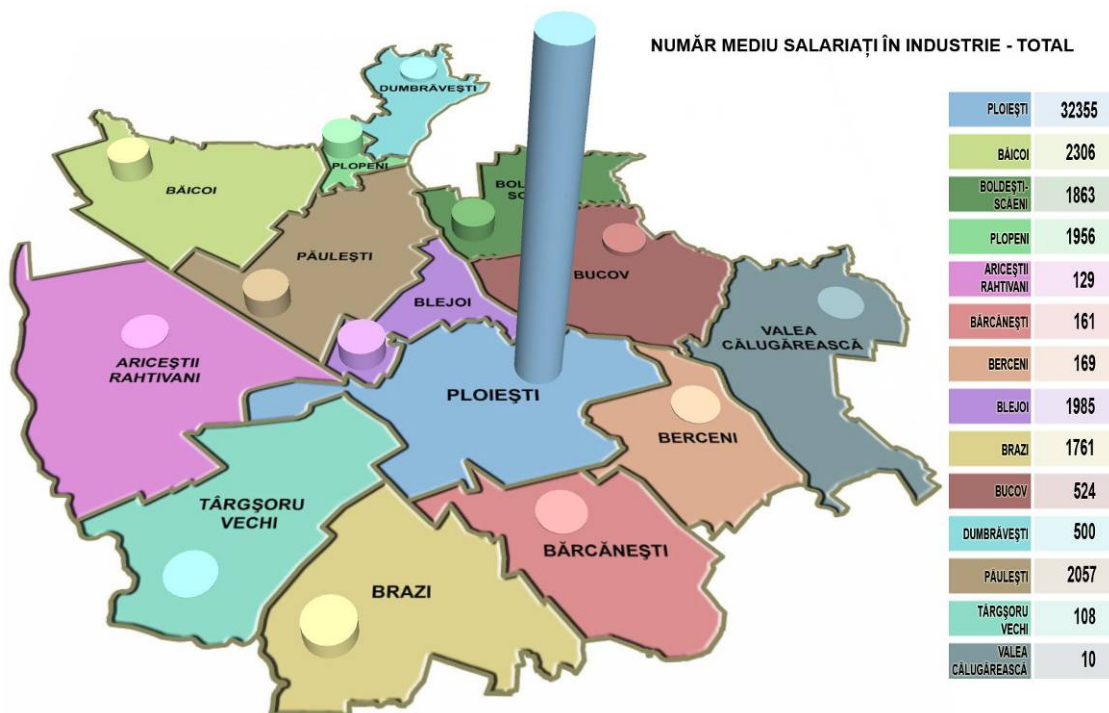 NUMĂR MEDIU SALARIAȚI ÎN INDUSTRIE - TOTAL
DUMBRĂVEȘTI
PLOPENI
BĂICOI
BOL
SC
PĂULEȘTI
BUCOV
BLEJOI
VALEA
CĂLUGĂREASCĂ
ARICEȘTII
RAHTIVANI
PLOIEȘTI
BERCENI
TÂRGȘORU
VECHI
BĂRCĂNEȘTI
BRAZI
PLOIEȘTI 32355
BĂICOI 2306
BOLDEȘTI-
SCĂENI 1863
PLOPENI 1956
ARICEȘTII
RAHTIVANI 129
BĂRCĂNEȘTI 161
BERCENI 169
BLEJOI 1985
BRAZI 1761
BUCOV 524
DUMBRĂVEȘTI 500
PĂULEȘTI 2057
TÂRGȘORU
VECHI 108
VALEA
CĂLUGĂREASCĂ 10